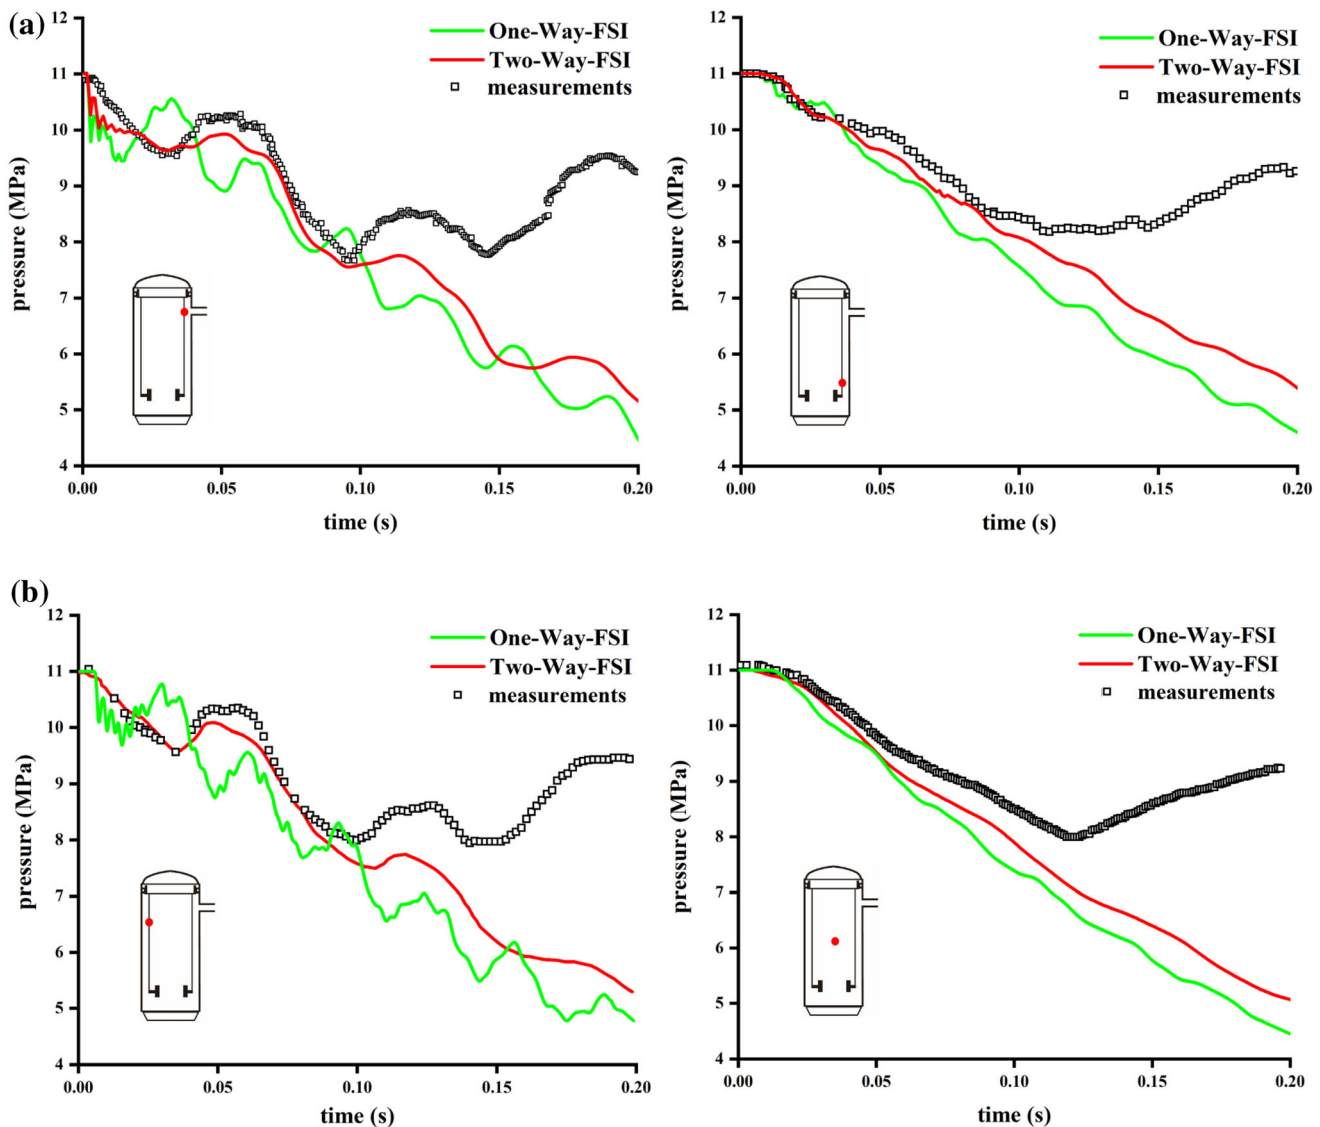 (a)
One-Way-FSI
Two-Way-FSI
measurements
pressure (MPa)
12
11
10
9
8
7
6
5
4
0.00 0.05 0.10 0.15 0.20
time (s)
One-Way-FSI
Two-Way-FSI
measurements
pressure (MPa)
12
11
10
9
8
7
6
5
4
0.00 0.05 0.10 0.15 0.20
time (s)
(b)
One-Way-FSI
Two-Way-FSI
measurements
pressure (MPa)
12
11
10
9
8
7
6
5
4
0.00 0.05 0.10 0.15 0.20
time (s)
One-Way-FSI
Two-Way-FSI
measurements
pressure (MPa)
12
11
10
9
8
7
6
5
4
0.00 0.05 0.10 0.15 0.20
time (s)